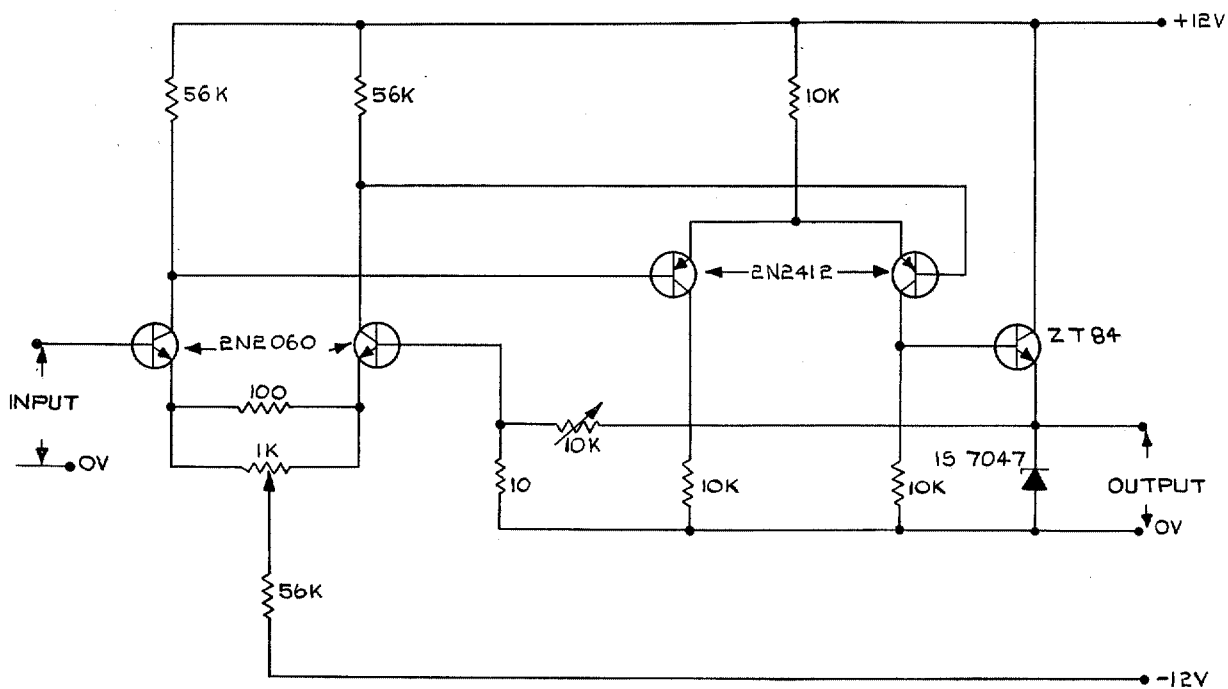 +12V
56K
56K
10K
2N2412
2N2060
ZT84
INPUT
100
1K
10K
0V
10
10K
10K
1S 7047
OUTPUT
0V
56K
-12V